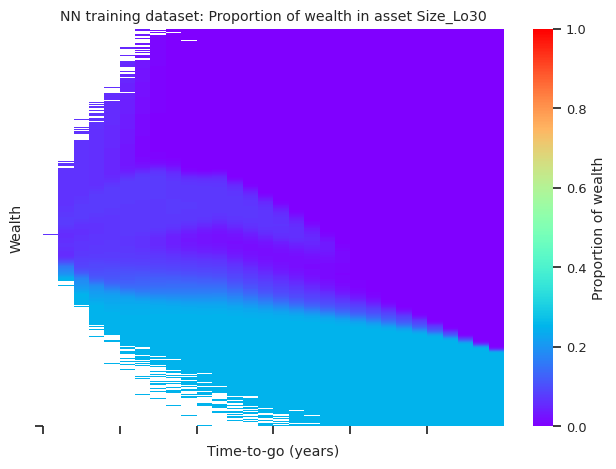 NN training dataset: Proportion of wealth in asset Size_Lo30
Wealth
Time-to-go (years)
1.0
0.8
0.6
0.4
0.2
0.0
Proportion of wealth